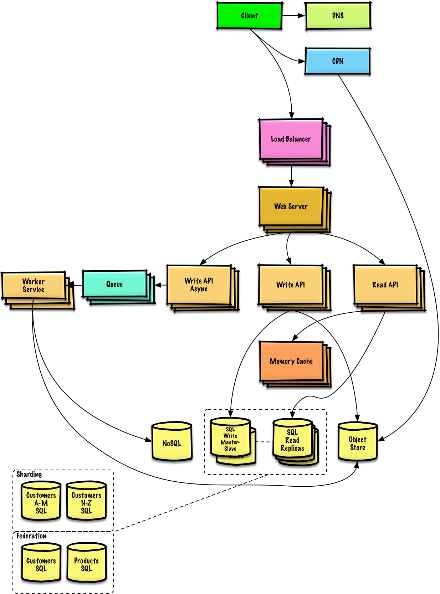 Client
DNS
CDN
Load Balancer
Web Server
Worker
Service
Queue
Write API
Async
Write API
Read API
Memory Cache
NoSQL
SQL
Write
Master-
Slave
SQL
Read
Replicas
Object
Store
Sharding
Customers
A-M
SQL
Customers
N-Z
SQL
Federation
Customers
SQL
Products
SQL